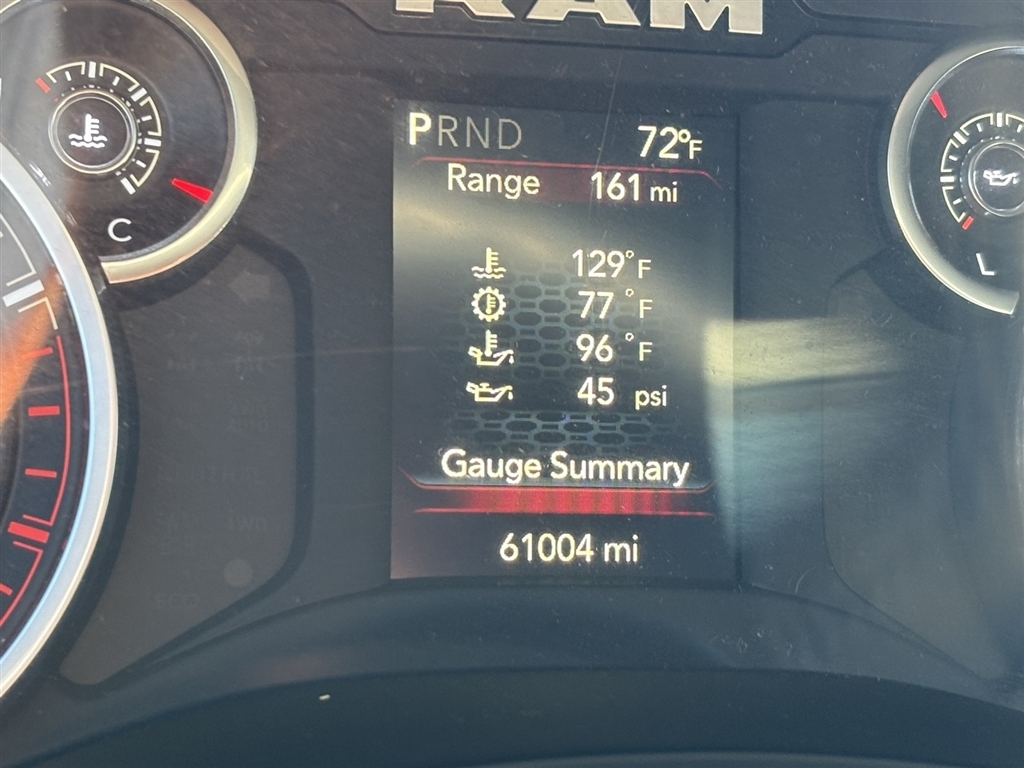 RAM
PRND 72°F
Range 161 mi
129°F
77°F
96°F
45 psi
Gauge Summary
61004 mi
C
L